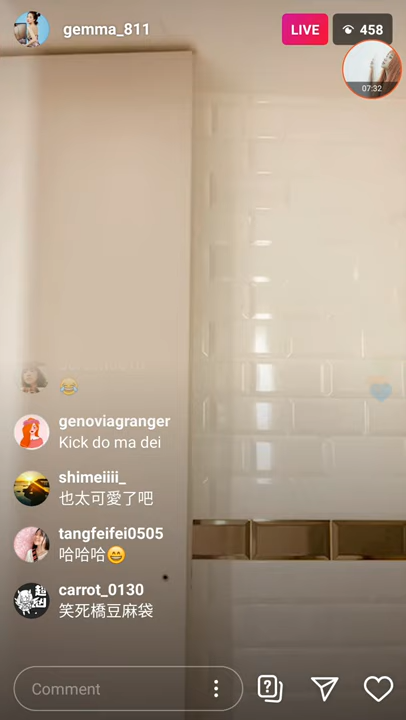 gemma_811
LIVE
458
07:32
😂
genoviagranger
Kick do ma dei
shimeiiii_
也太可愛了吧
tangfeifei0505
哈哈哈😄
carrot_0130
笑死橋豆麻袋
Comment